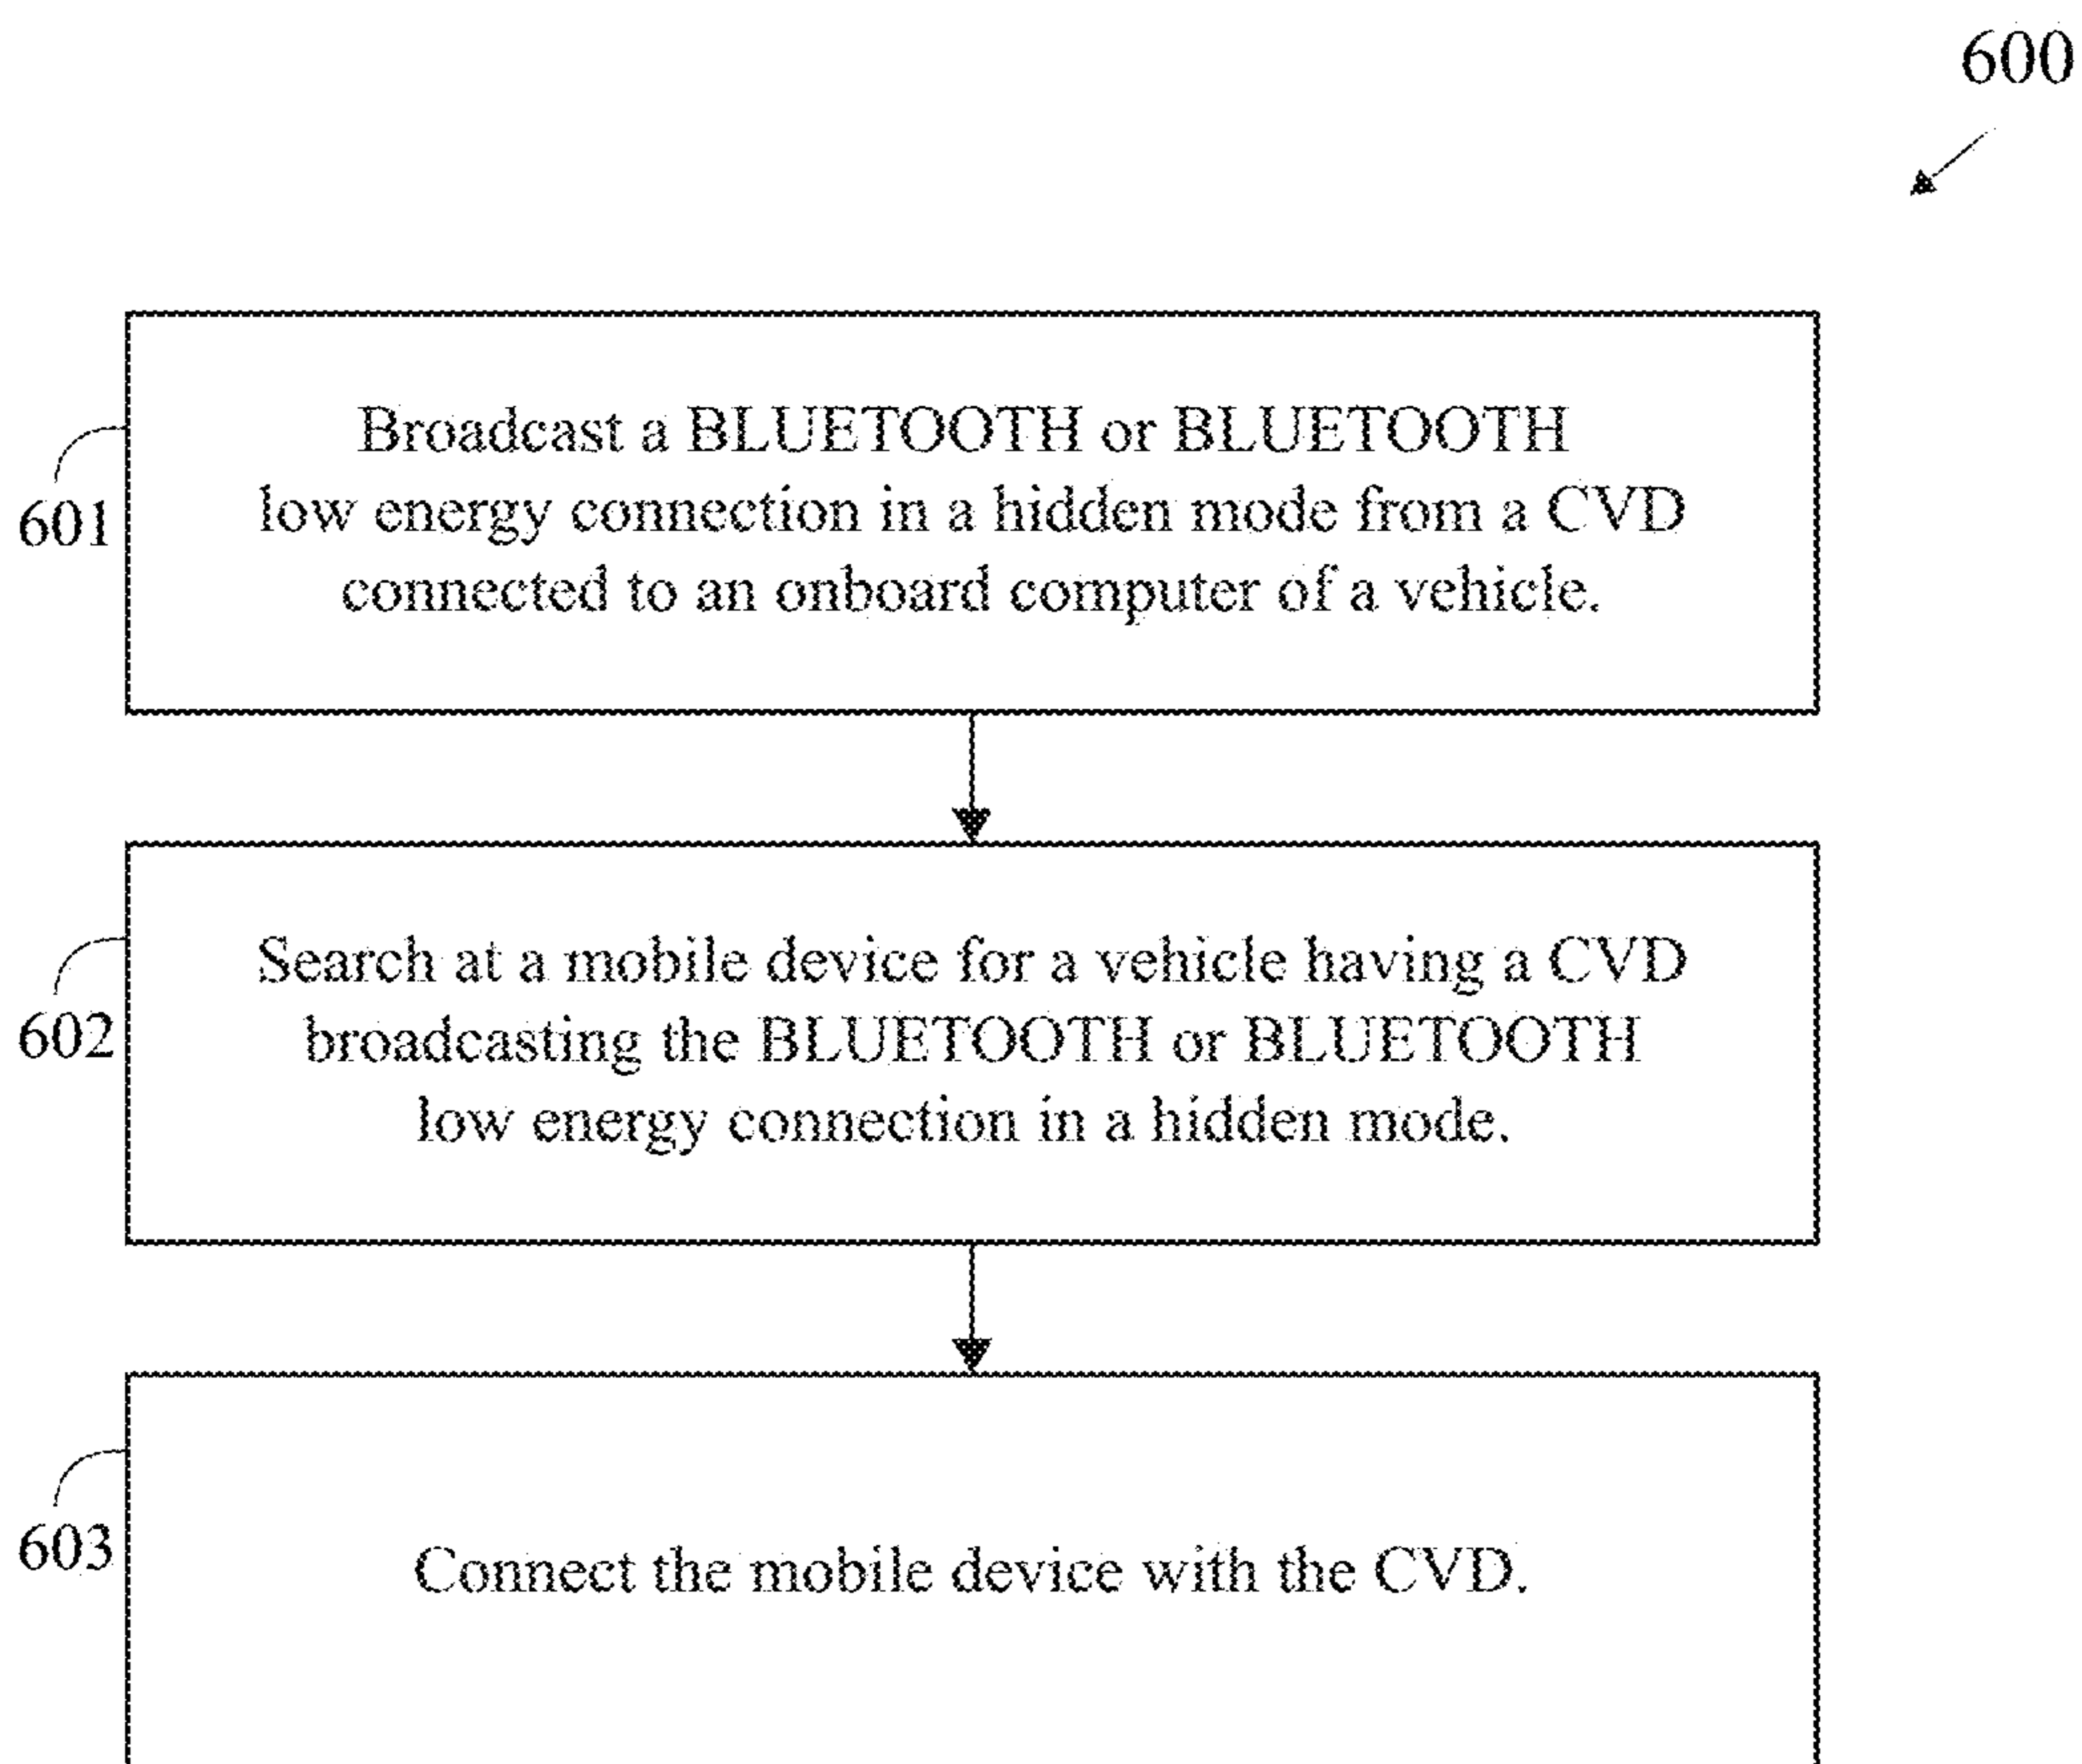 600
Broadcast a BLUETOOTH or BLUETOOTH
low energy connection in a hidden mode from a CVD
connected to an onboard computer of a vehicle.
601
Search at a mobile device for a vehicle having a CVD
broadcasting the BLUETOOTH or BLUETOOTH
low energy connection in a hidden mode.
602
Connect the mobile device with the CVD.
603